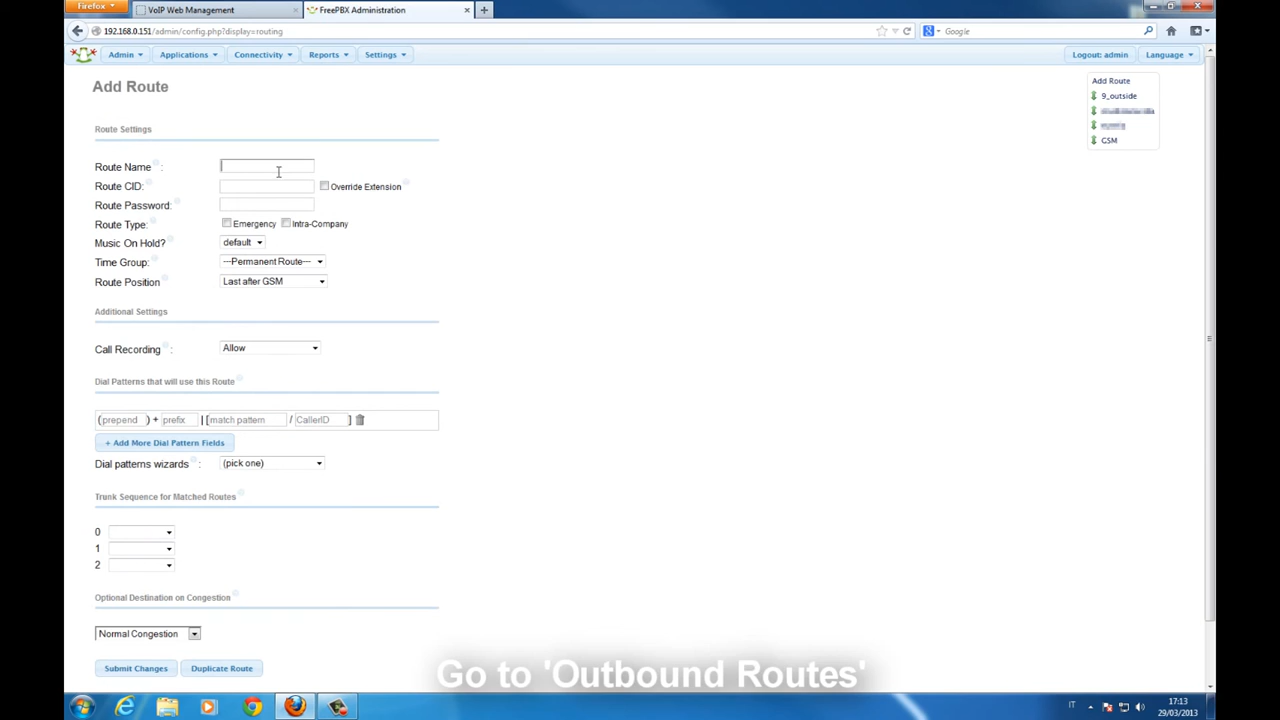 Firefox
VoIP Web Management
FreePBX Administration
192.168.0.151/admin/config.php?display=routing
Google
Admin
Applications
Connectivity
Reports
Settings
Logout: admin
Language
Add Route
Add Route
9_outside
GSM
Route Settings
Route Name :
Route CID:
Override Extension
Route Password:
Route Type:
Emergency
Intra-Company
Music On Hold?
default
Time Group:
---Permanent Route---
Route Position
Last after GSM
Additional Settings
Call Recording :
Allow
Dial Patterns that will use this Route
(prepend) + prefix | [match pattern / CallerID ]
+ Add More Dial Pattern Fields
Dial patterns wizards :
(pick one)
Trunk Sequence for Matched Routes
0
1
2
Optional Destination on Congestion
Normal Congestion
Submit Changes
Duplicate Route
Go to 'Outbound Routes'
IT
17:13
29/03/2013